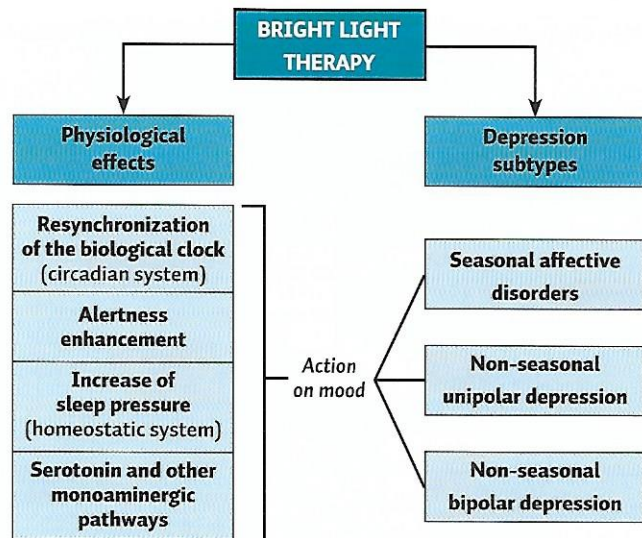 BRIGHT LIGHT
THERAPY
Physiological
effects
Depression
subtypes
Resynchronization
of the biological clock
(circadian system)
Alertness
enhancement
Increase of
sleep pressure
(homeostatic system)
Serotonin and other
monoaminergic
pathways
Action
on mood
Seasonal affective
disorders
Non-seasonal
unipolar depression
Non-seasonal
bipolar depression